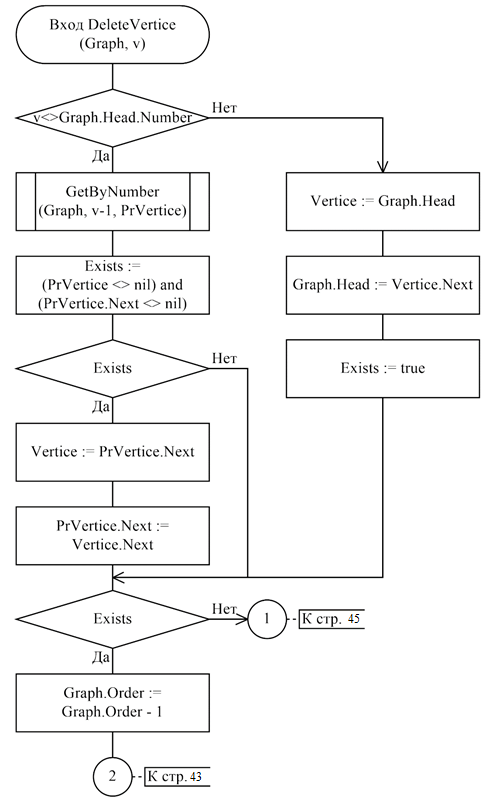 Вход DeleteVertice
(Graph, v)
v<>Graph.Head.Number
Нет
Да
GetByNumber
(Graph, v-1, PrVertice)
Vertice := Graph.Head
Exists :=
(PrVertice <> nil) and
(PrVertice.Next <> nil)
Graph.Head := Vertice.Next
Exists
Нет
Да
Exists := true
Vertice := PrVertice.Next
PrVertice.Next :=
Vertice.Next
Exists
Нет
1
К стр. 45
Да
Graph.Order :=
Graph.Order - 1
2
К стр. 43